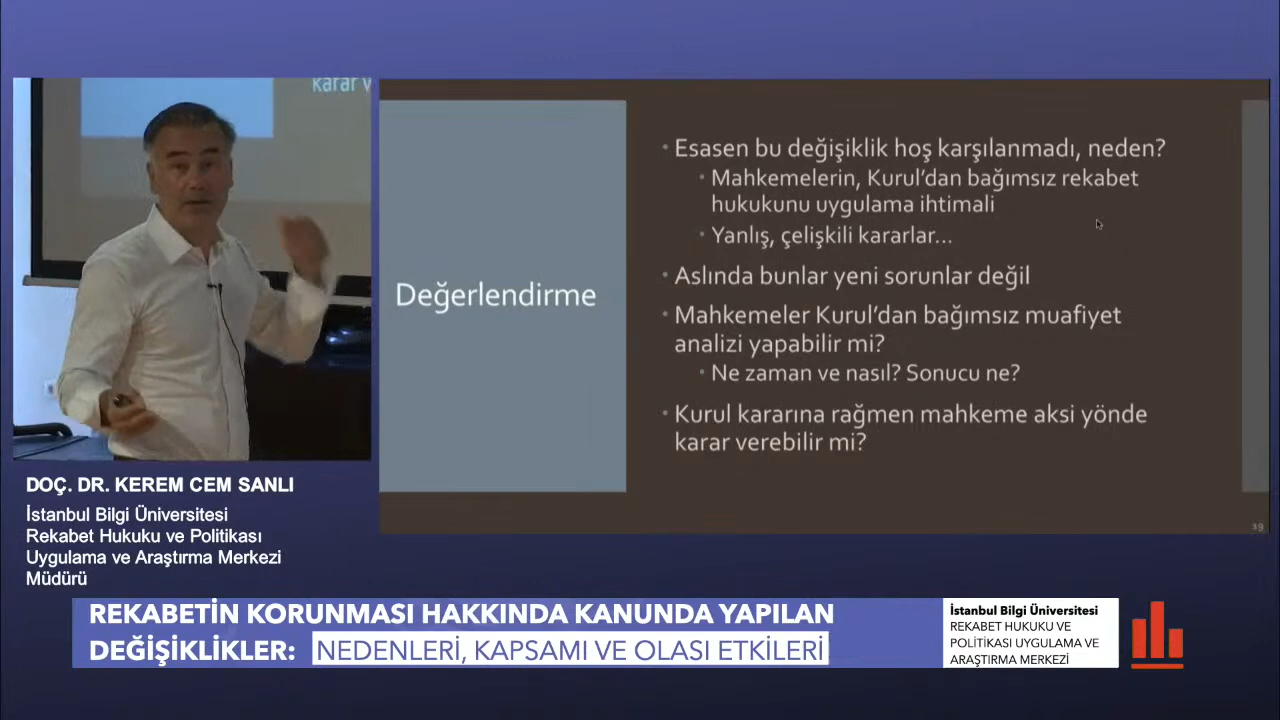 karar v
Değerlendirme
Esasen bu değişiklik hoş karşılanmadı, neden?
Mahkemelerin, Kurul’dan bağımsız rekabet
hukukunu uygulama ihtimali
Yanlış, çelişkili kararlar...
Aslında bunlar yeni sorunlar değil
Mahkemeler Kurul’dan bağımsız muafiyet
analizi yapabilir mi?
Ne zaman ve nasıl? Sonucu ne?
Kurul kararına rağmen mahkeme aksi yönde
karar verebilir mi?
19
DOÇ. DR. KEREM CEM SANLI
İstanbul Bilgi Üniversitesi
Rekabet Hukuku ve Politikası
Uygulama ve Araştırma Merkezi
Müdürü
REKABETİN KORUNMASI HAKKINDA KANUNDA YAPILAN
DEĞİŞİKLİKLER: NEDENLERİ, KAPSAMI VE OLASI ETKİLERİ
İstanbul Bilgi Üniversitesi
REKABET HUKUKU VE
POLİTİKASI UYGULAMA VE
ARAŞTIRMA MERKEZİ